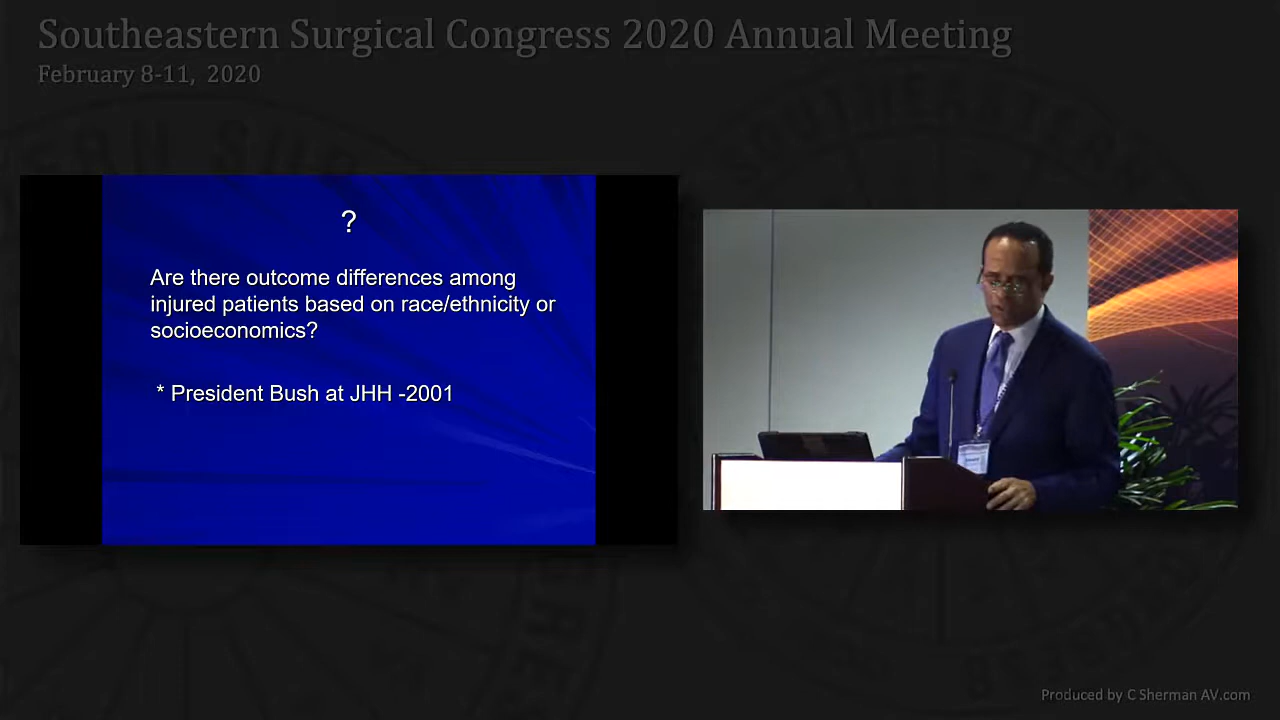 Southeastern Surgical Congress 2020 Annual Meeting
February 8-11, 2020
?
Are there outcome differences among
injured patients based on race/ethnicity or
socioeconomics?
* President Bush at JHH -2001
Produced by C Sherman AV.com